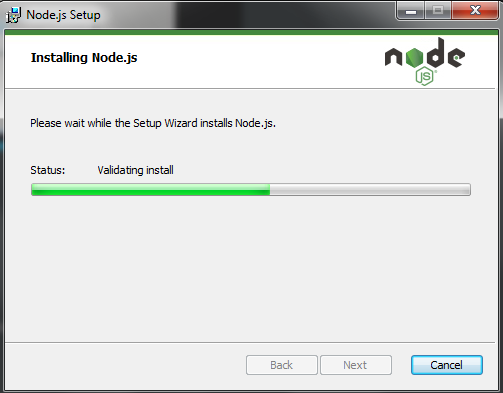 Node.js Setup
Installing Node.js
node
JS
Please wait while the Setup Wizard installs Node.js.
Status: Validating install
Back Next Cancel